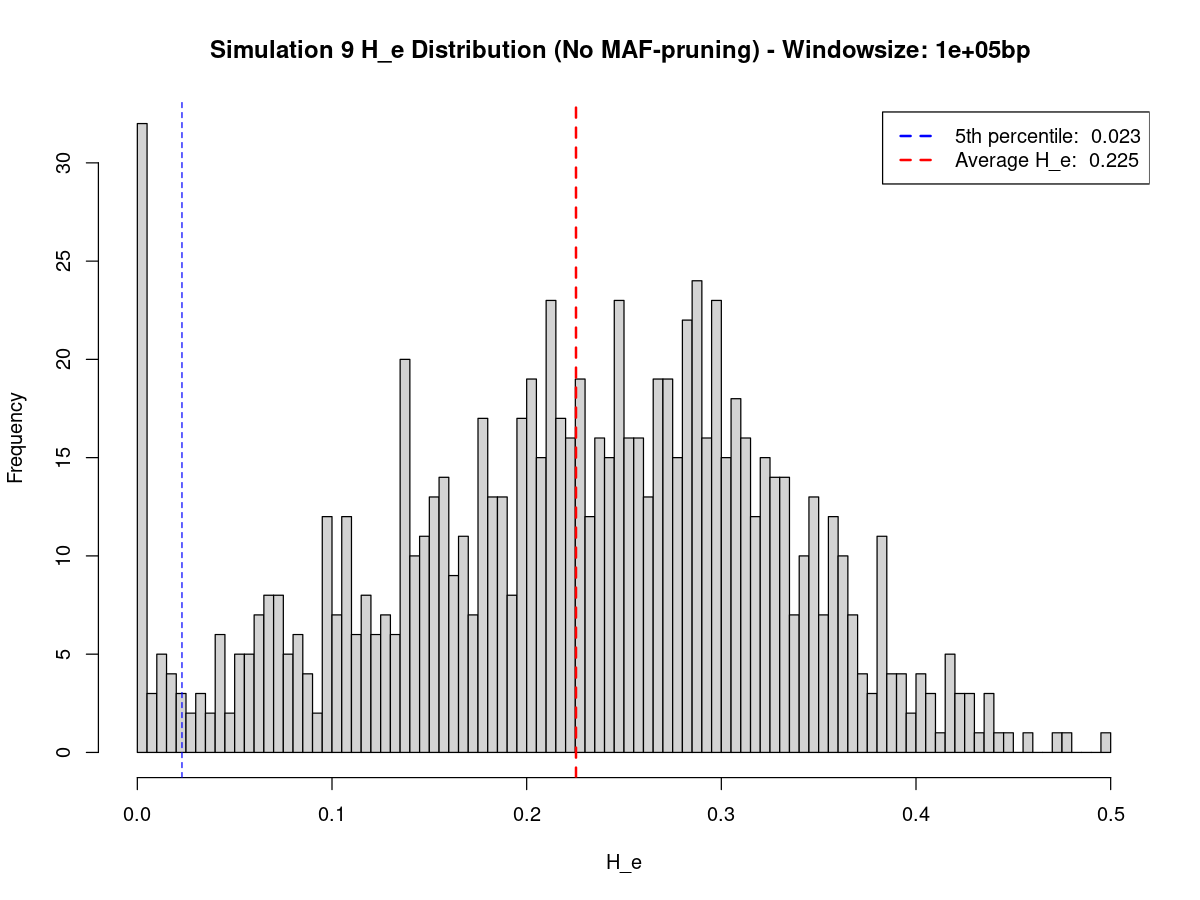 Simulation 9 H_e Distribution (No MAF-pruning) - Windowsize: 1e+05bp
5th percentile: 0.023
Average H_e: 0.225
Frequency
30
25
20
15
10
5
0
0.0 0.1 0.2 0.3 0.4 0.5
H_e